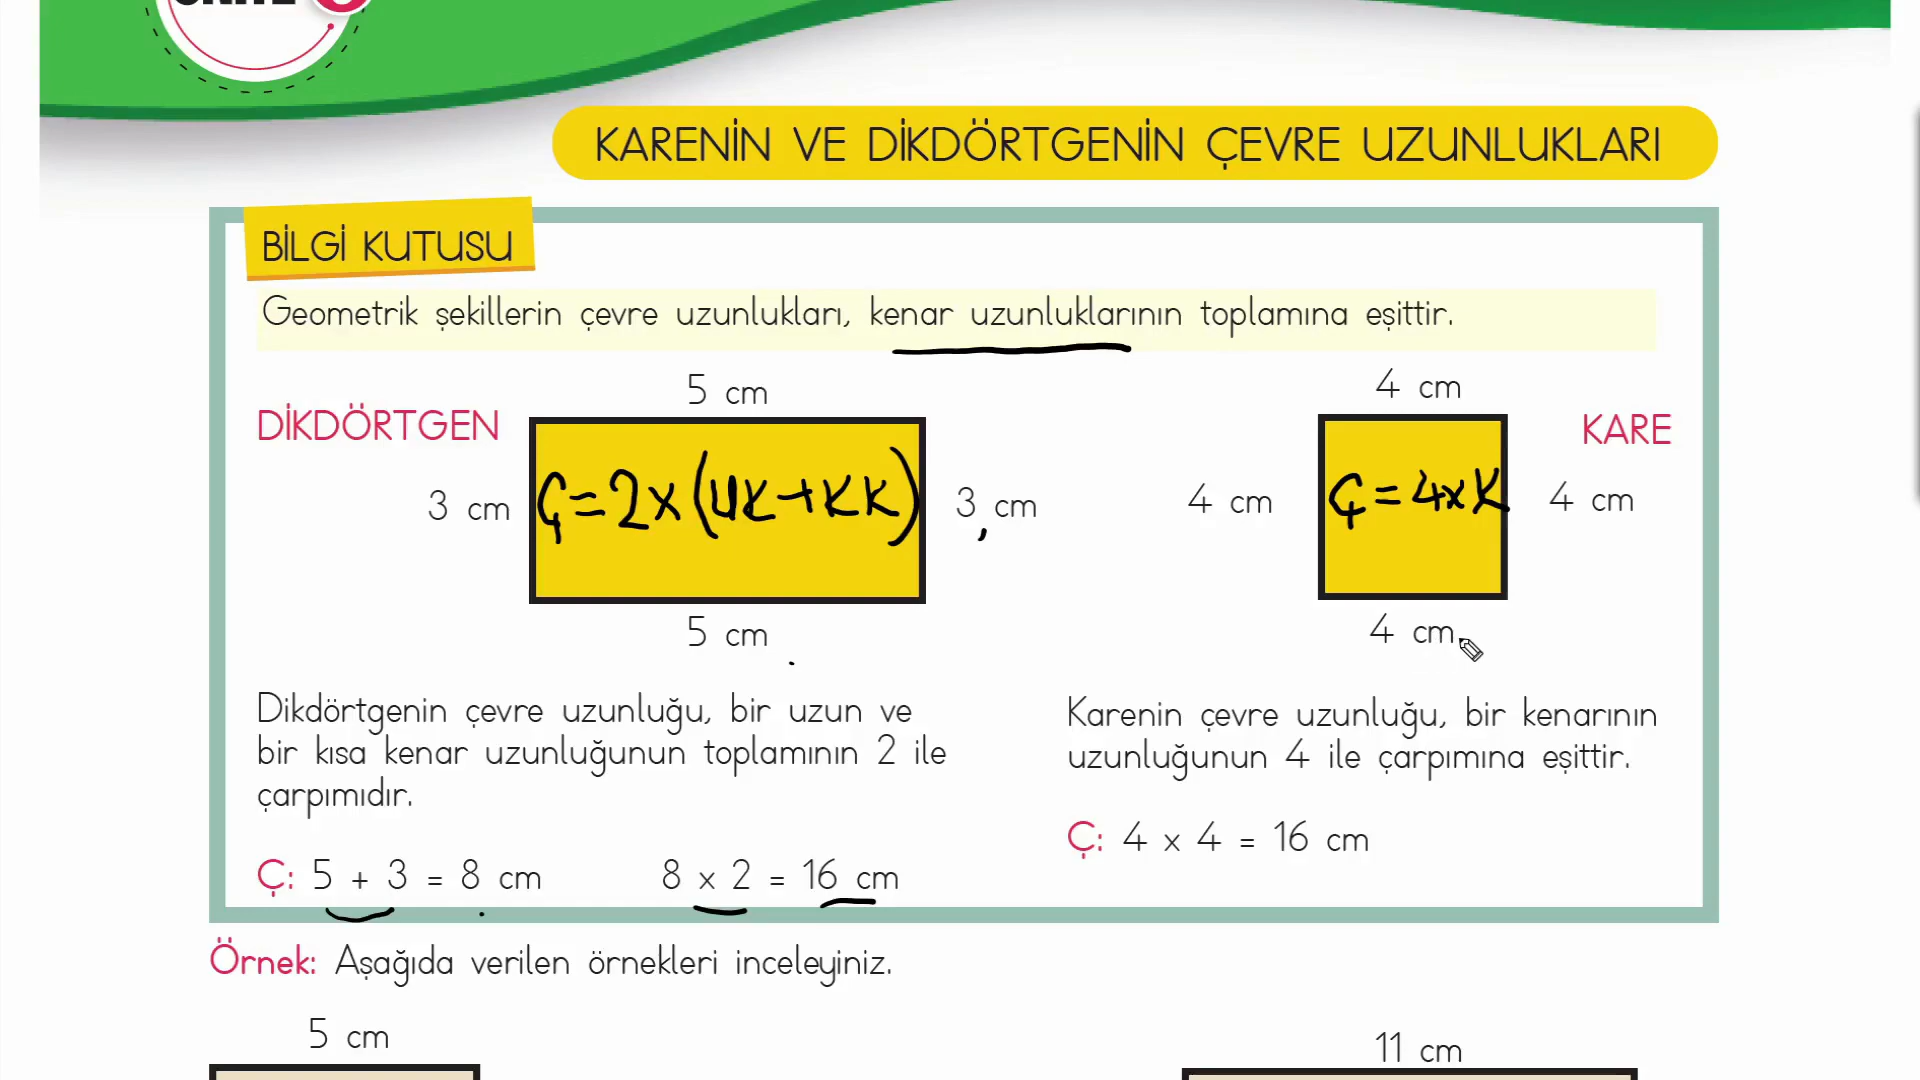 KARENİN VE DİKDÖRTGENİN ÇEVRE UZUNLUKLARI
BİLGİ KUTUSU
Geometrik şekillerin çevre uzunlukları, kenar uzunluklarının toplamına eşittir.
5 cm
DİKDÖRTGEN
3 cm
Ç=2x(UK+KK)
3 cm
5 cm
4 cm
KARE
4 cm
Ç=4xK
4 cm
4 cm
Dikdörtgenin çevre uzunluğu, bir uzun ve
bir kısa kenar uzunluğunun toplamının 2 ile
çarpımıdır.
Ç: 5 + 3 = 8 cm 8 x 2 = 16 cm
Karenin çevre uzunluğu, bir kenarının
uzunluğunun 4 ile çarpımına eşittir.
Ç: 4 x 4 = 16 cm
Örnek: Aşağıda verilen örnekleri inceleyiniz.
5 cm
11 cm